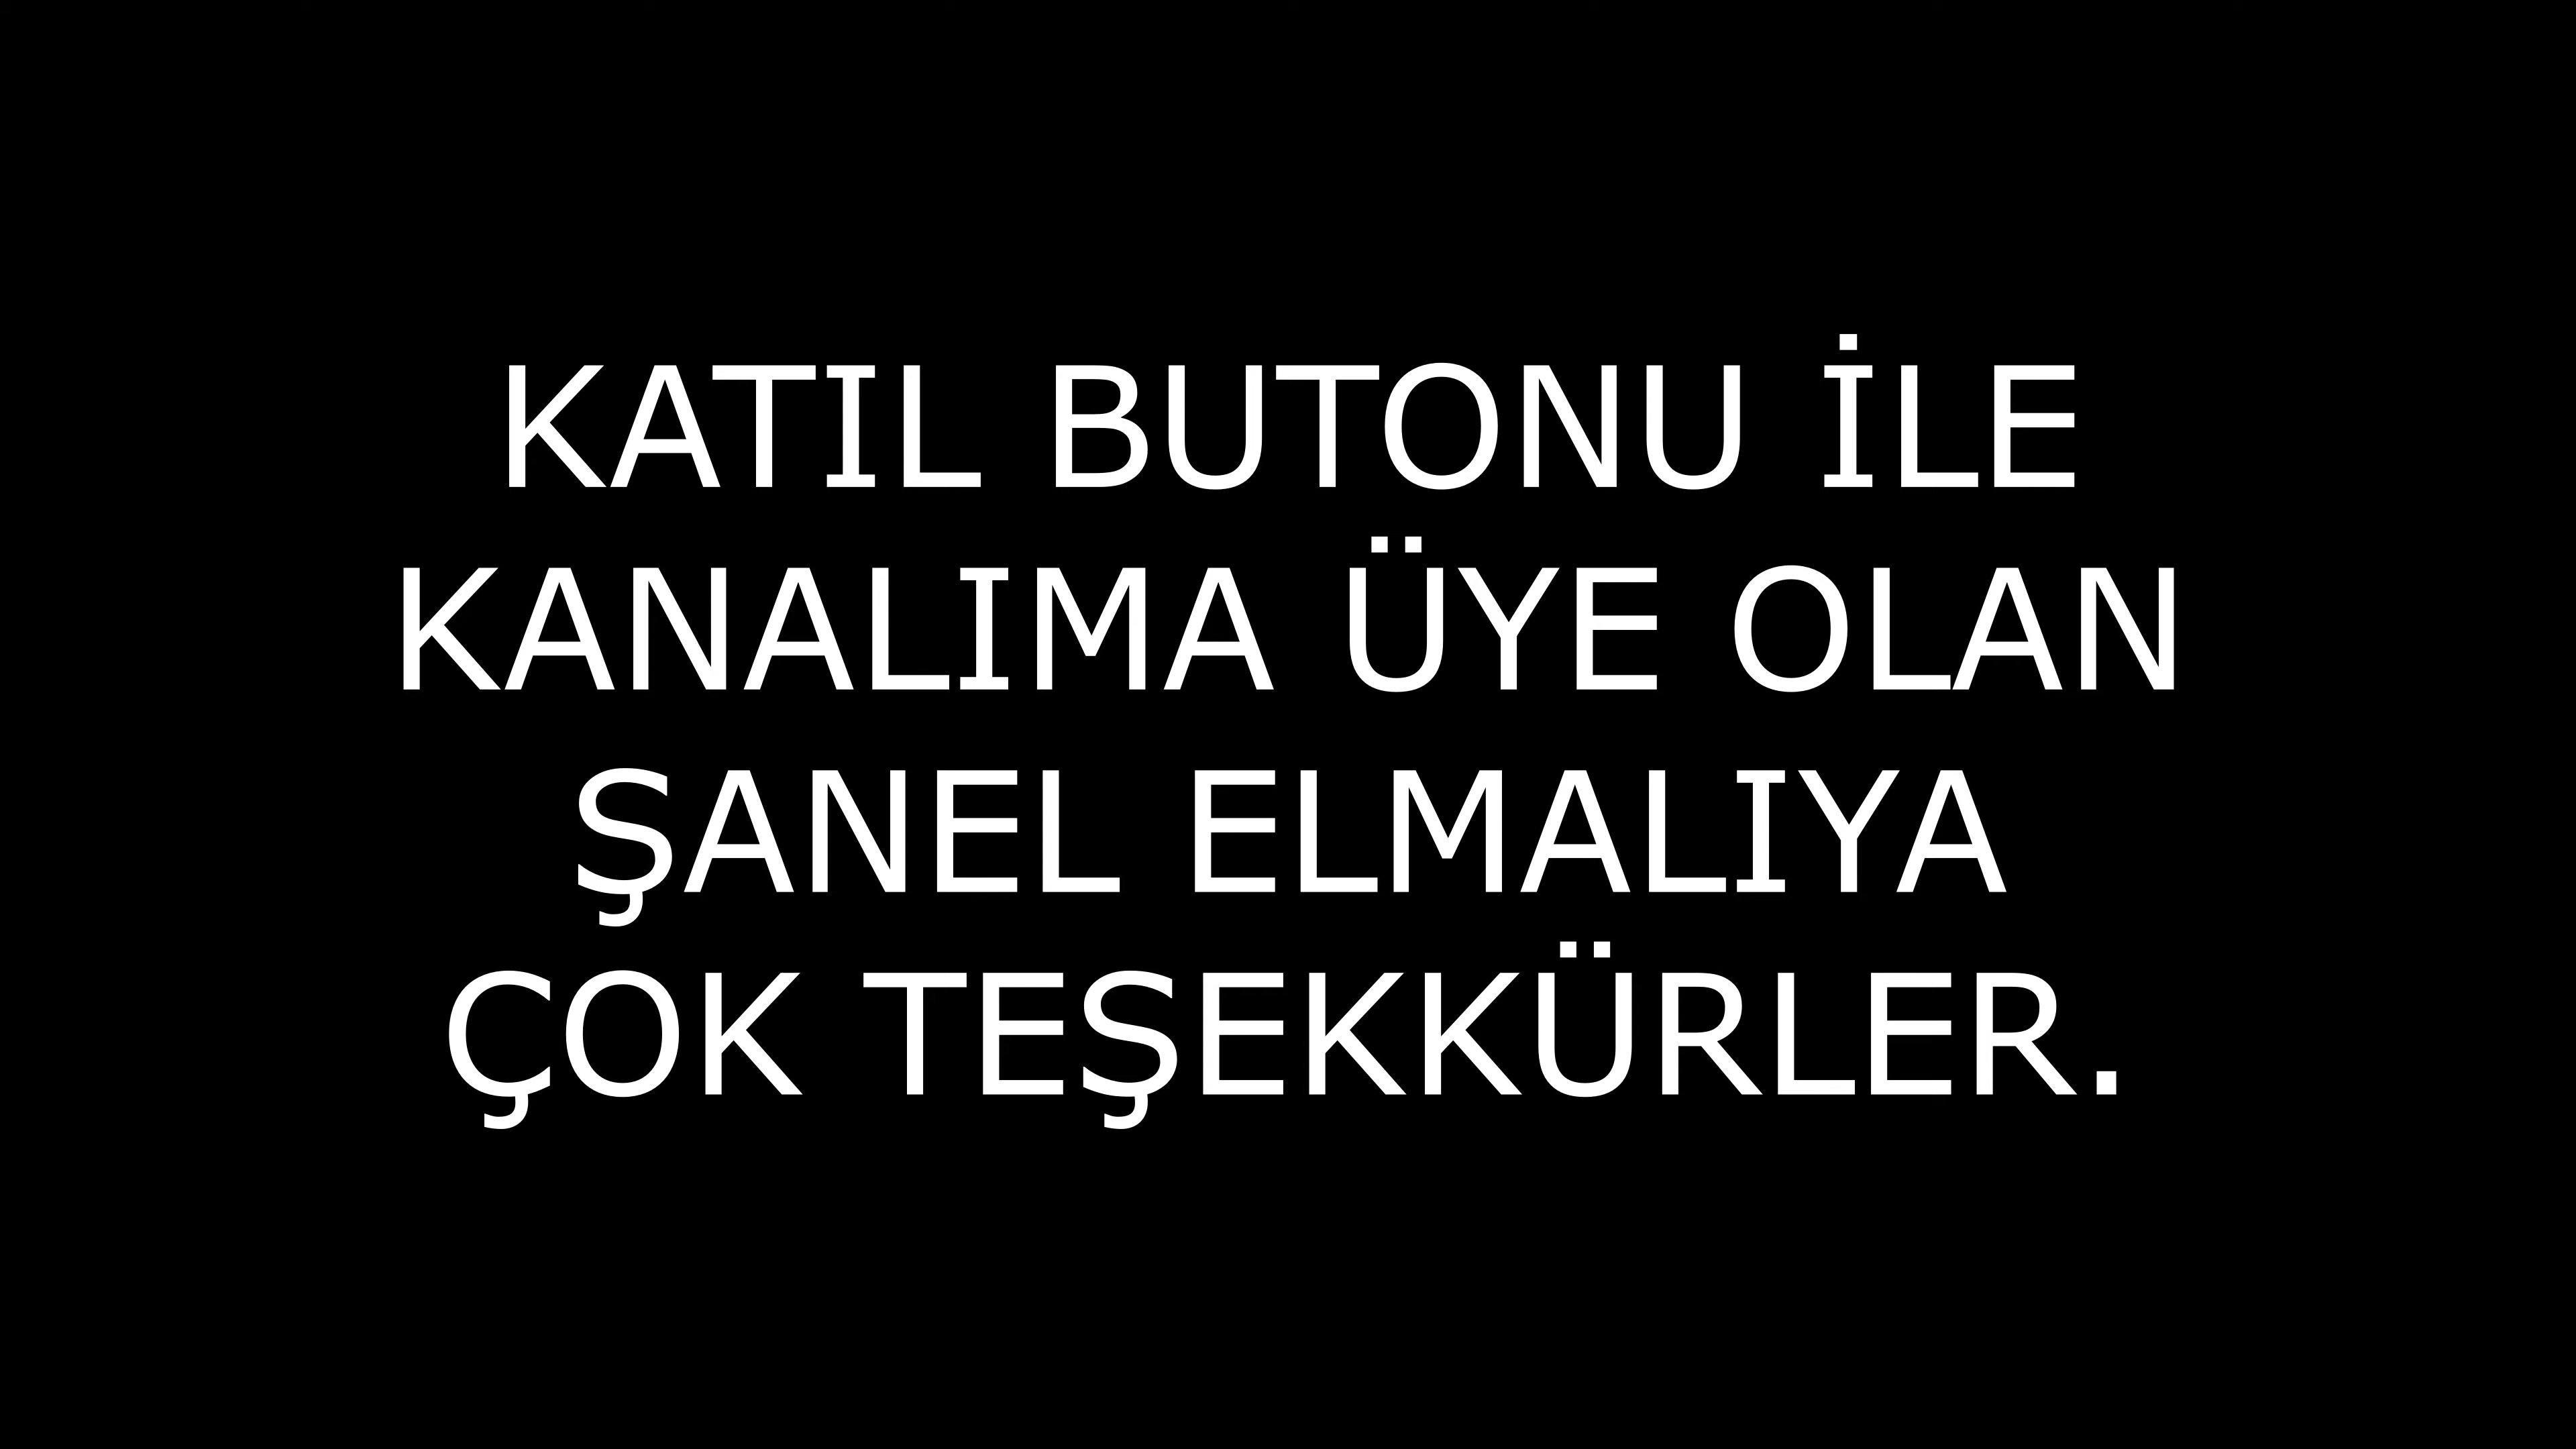 KATIL BUTONU İLE
KANALIMA ÜYE OLAN
ŞANEL ELMALIYA
ÇOK TEŞEKKÜRLER.